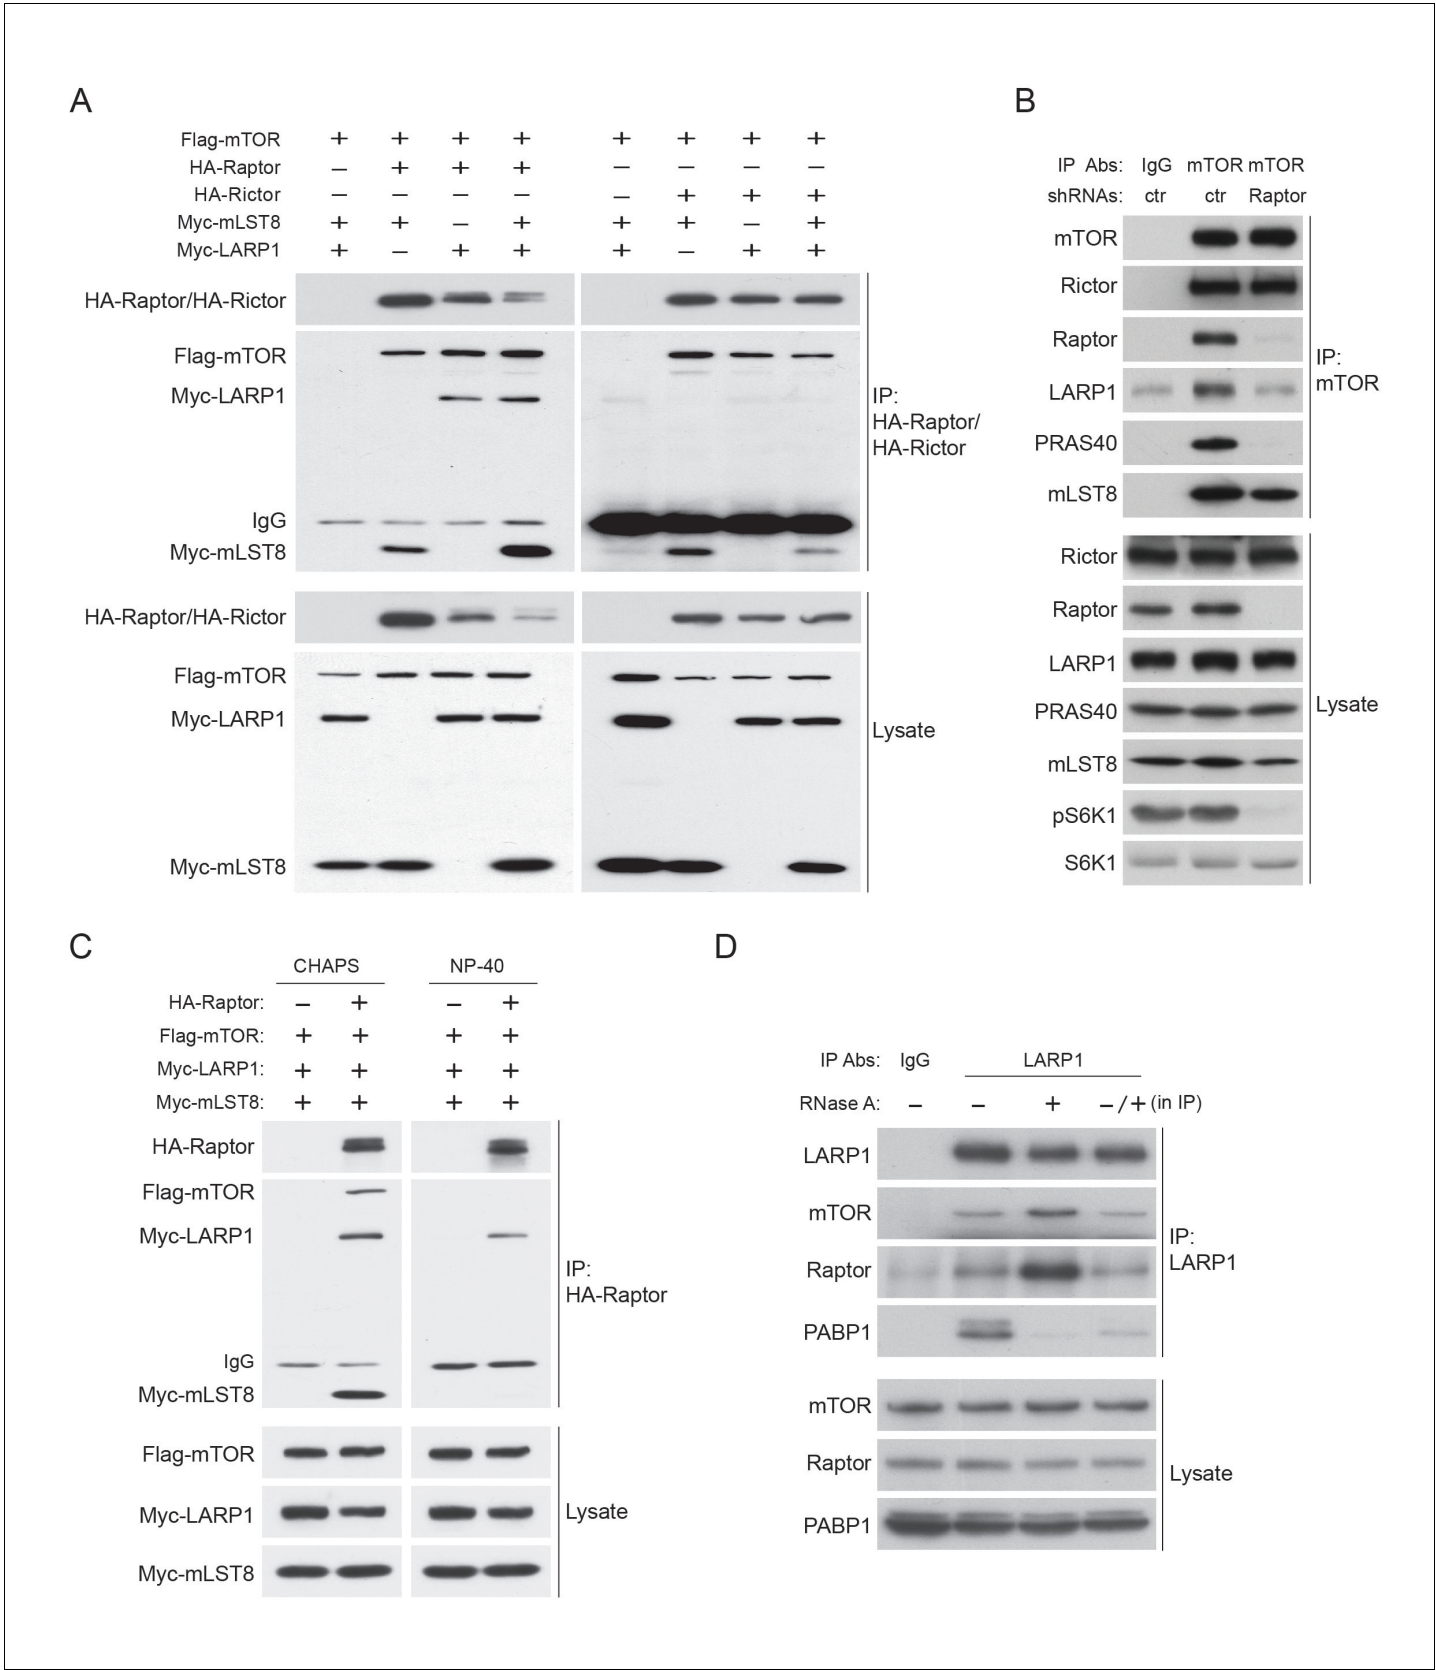 A
Flag-mTOR + + + + + + + +
HA-Raptor – + + + – – – –
HA-Rictor – – – – – + + +
Myc-mLST8 + + – + + + – +
Myc-LARP1 + – + + + – + +
HA-Raptor/HA-Rictor
Flag-mTOR
Myc-LARP1
IgG
Myc-mLST8
IP:
HA-Raptor/
HA-Rictor
HA-Raptor/HA-Rictor
Flag-mTOR
Myc-LARP1
Myc-mLST8
Lysate
B
IP Abs: IgG mTOR mTOR
shRNAs: ctr ctr Raptor
mTOR
Rictor
Raptor
LARP1
PRAS40
mLST8
IP:
mTOR
Rictor
Raptor
LARP1
PRAS40
mLST8
pS6K1
S6K1
Lysate
C
CHAPS NP-40
HA-Raptor: – + – +
Flag-mTOR: + + + +
Myc-LARP1: + + + +
Myc-mLST8: + + + +
HA-Raptor
Flag-mTOR
Myc-LARP1
IgG
Myc-mLST8
IP:
HA-Raptor
Flag-mTOR
Myc-LARP1
Myc-mLST8
Lysate
D
IP Abs: IgG LARP1
RNase A: – – + –/+ (in IP)
LARP1
mTOR
Raptor
PABP1
IP:
LARP1
mTOR
Raptor
PABP1
Lysate